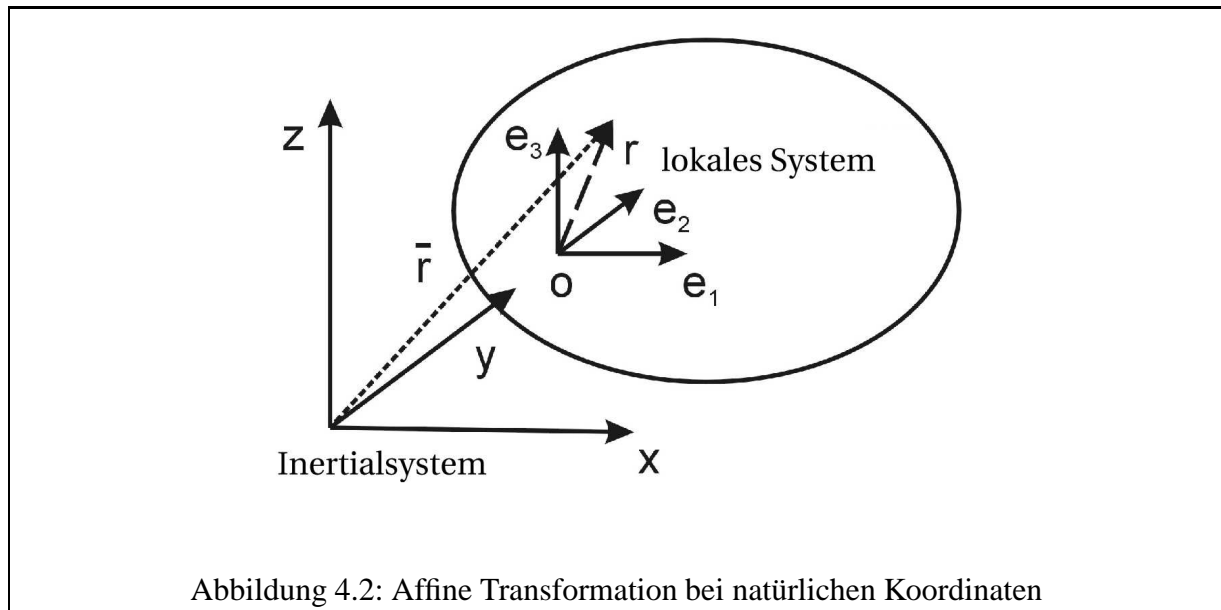 z
e₃
r
lokales System
e₂
r̄
o
e₁
y
Inertialsystem
x
Abbildung 4.2: Affine Transformation bei natürlichen Koordinaten